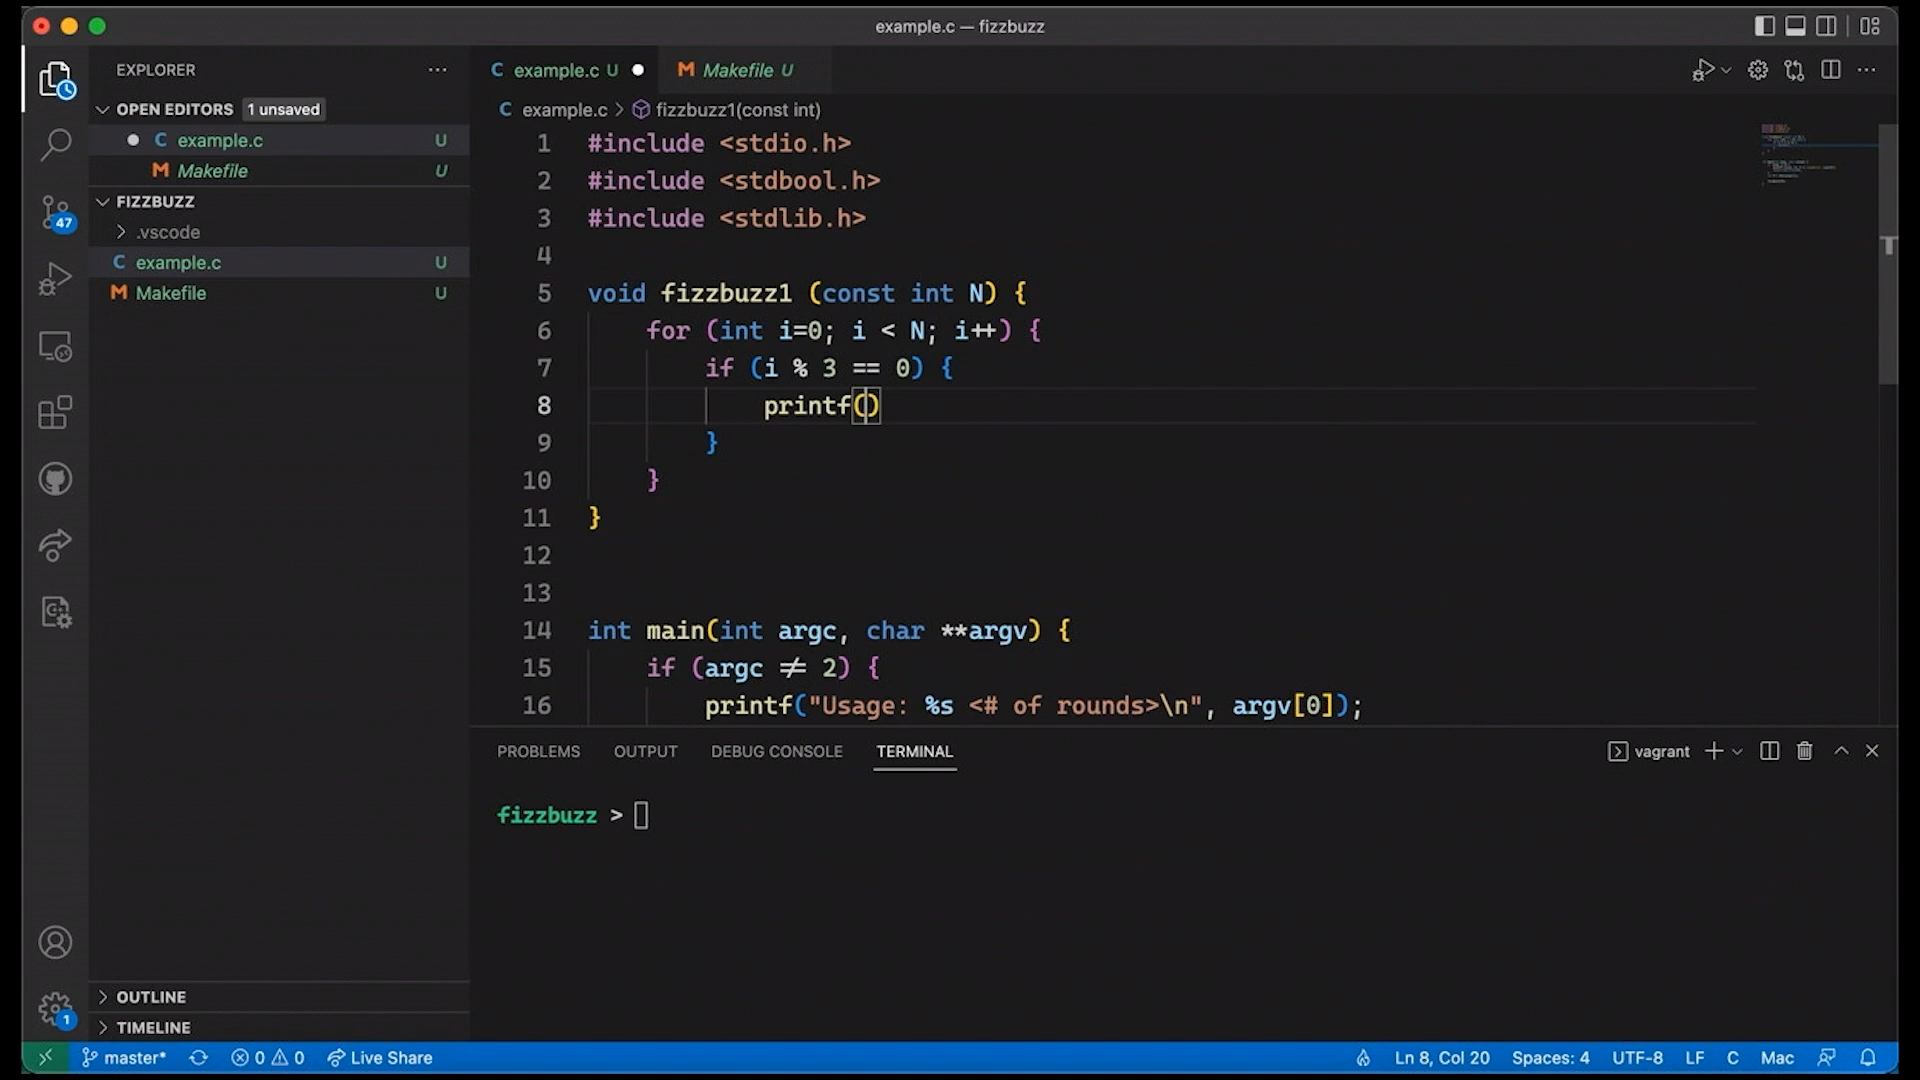 example.c — fizzbuzz
EXPLORER
OPEN EDITORS 1 unsaved
example.c U
Makefile U
FIZZBUZZ
.vscode
example.c U
Makefile U
OUTLINE
TIMELINE
47
1
C example.c U
M Makefile U
C example.c > fizzbuzz1(const int)
1 #include <stdio.h>
2 #include <stdbool.h>
3 #include <stdlib.h>
4
5 void fizzbuzz1 (const int N) {
6 for (int i=0; i < N; i++) {
7 if (i % 3 == 0) {
8 printf()
9 }
10 }
11 }
12
13
14 int main(int argc, char **argv) {
15 if (argc ≠ 2) {
16 printf("Usage: %s <# of rounds>\n", argv[0]);
PROBLEMS OUTPUT DEBUG CONSOLE TERMINAL
vagrant
fizzbuzz >
master* 0 0 Live Share
Ln 8, Col 20 Spaces: 4 UTF-8 LF C Mac